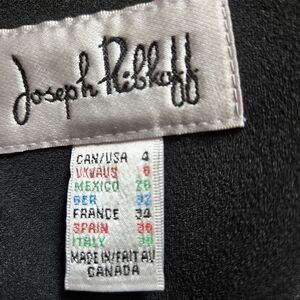 Joseph Ribkoff
CAN/USA 4
UK/AUS 6
MEXICO 26
GER 32
FRANCE 34
SPAIN 36
ITALY 38
MADE IN/FAIT AU
CANADA